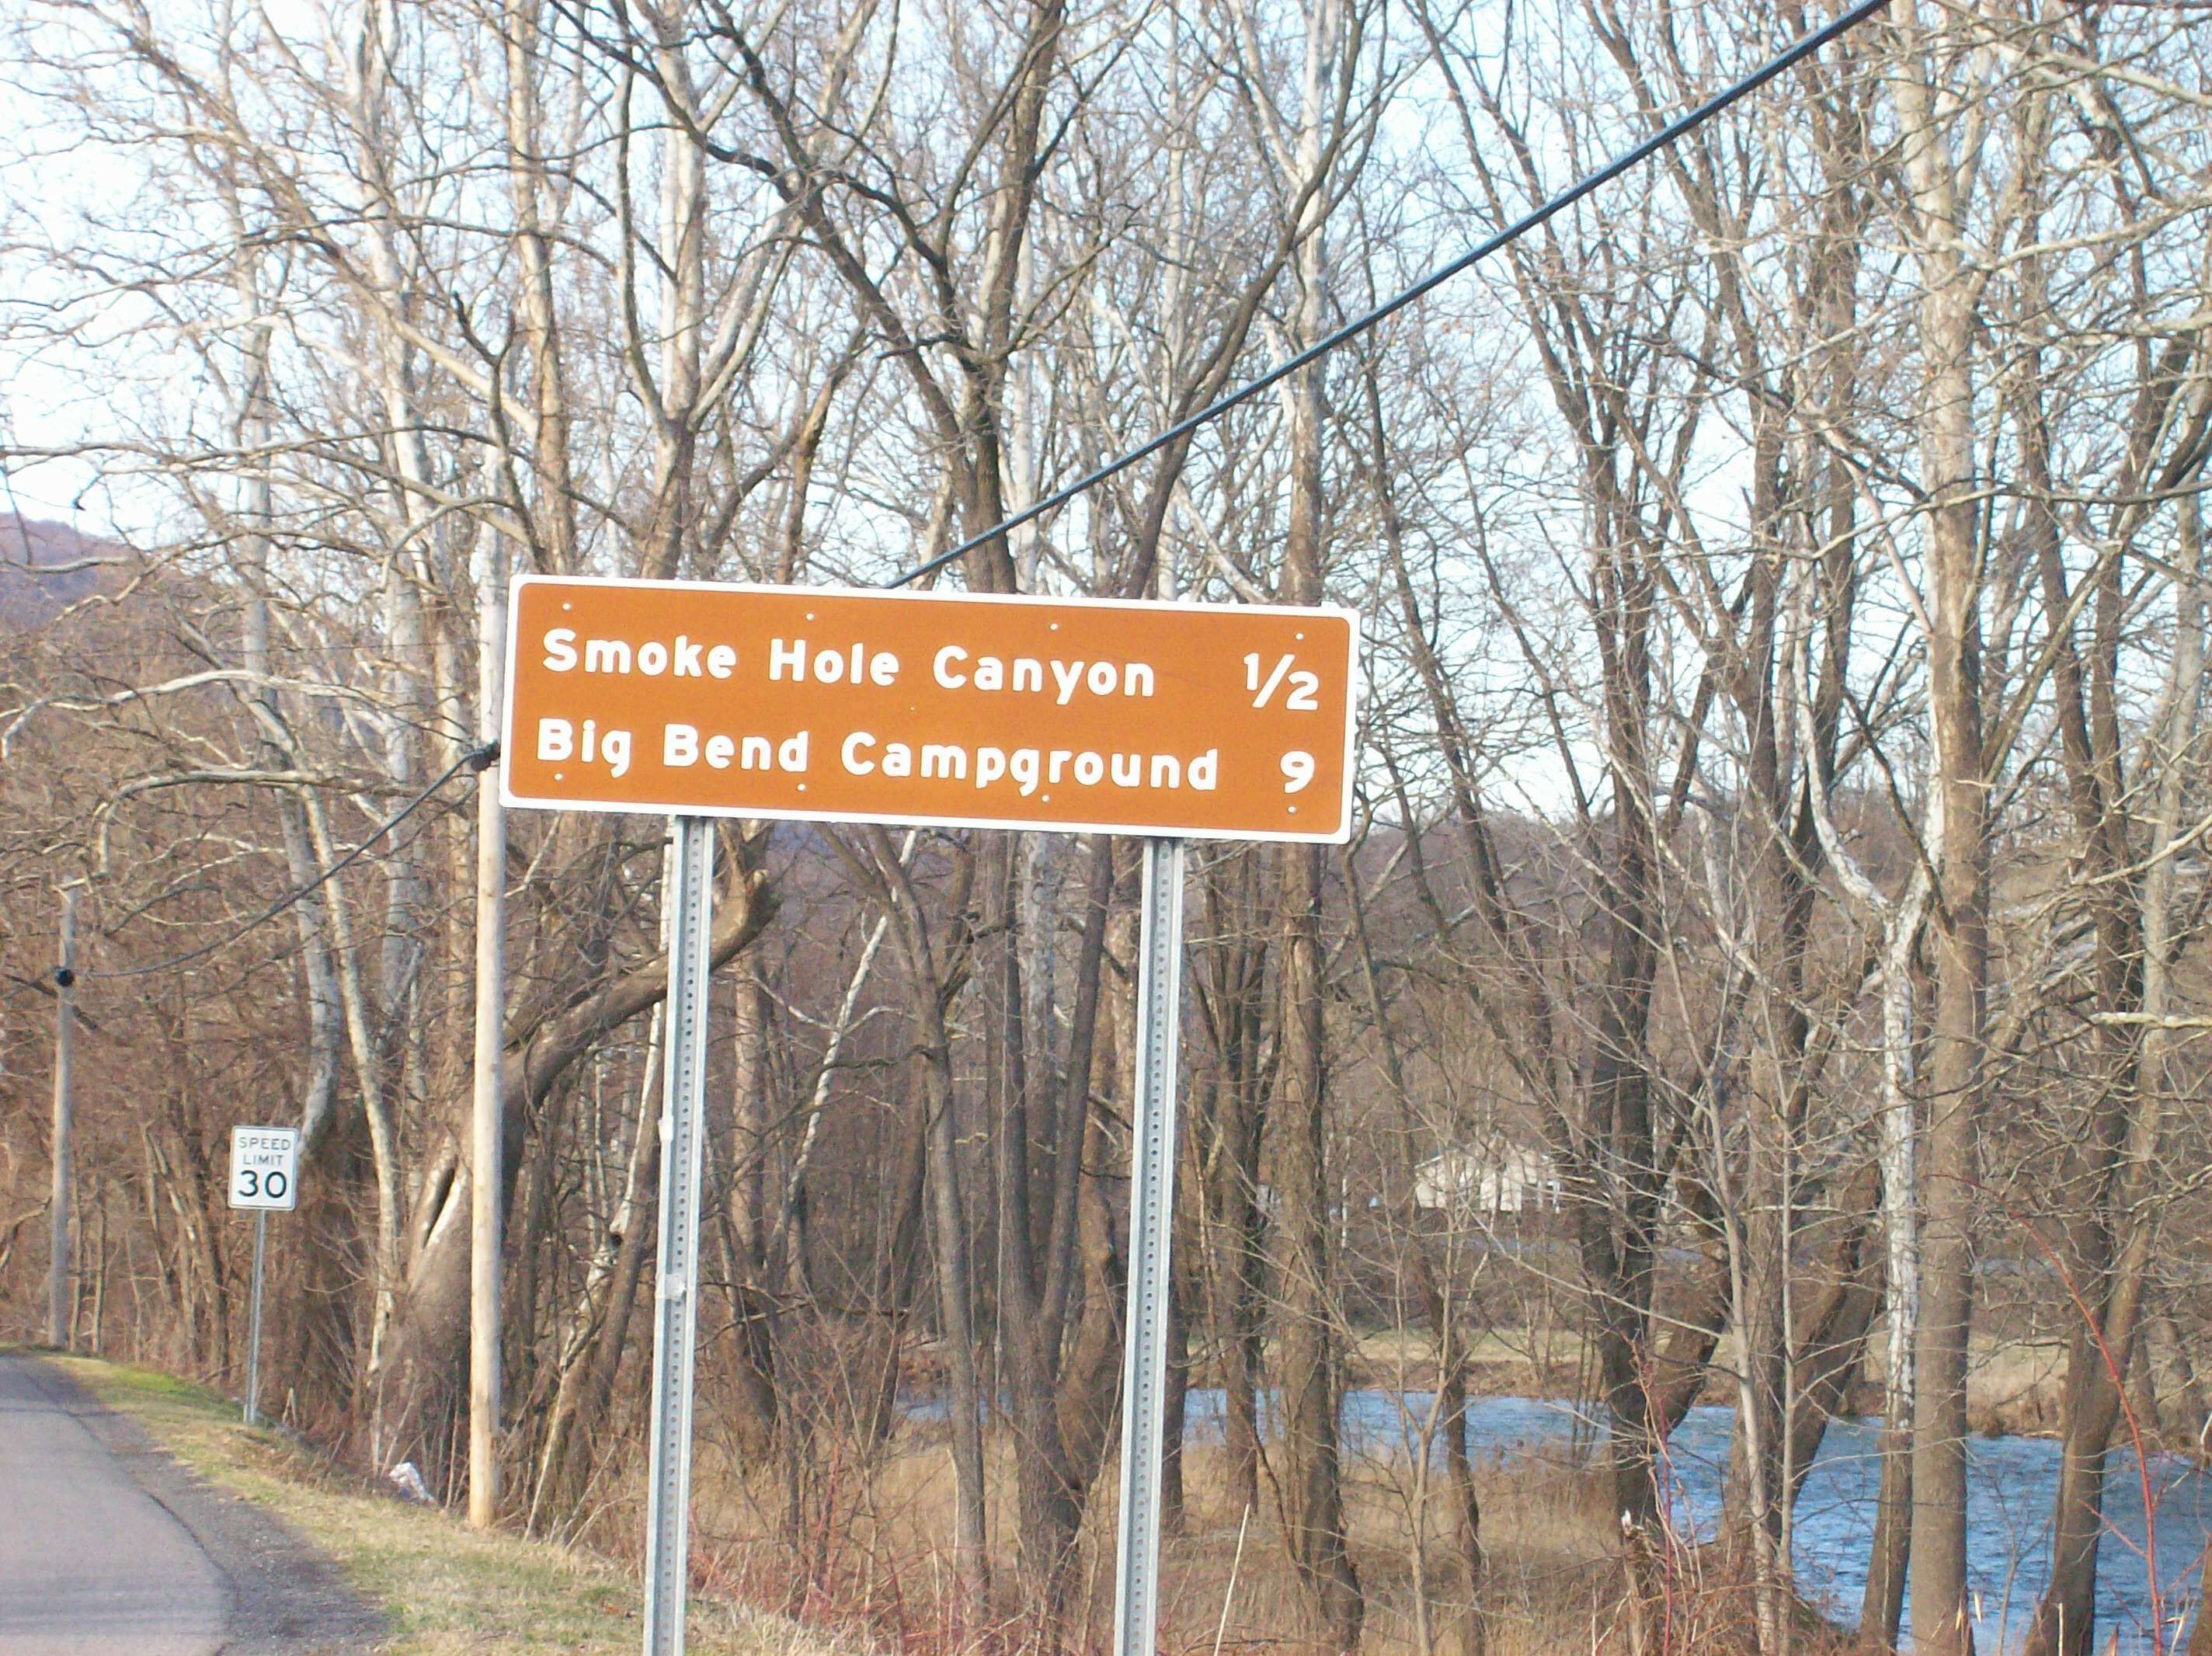 Smoke Hole Canyon 1/2
Big Bend Campground 9
SPEED
LIMIT
30